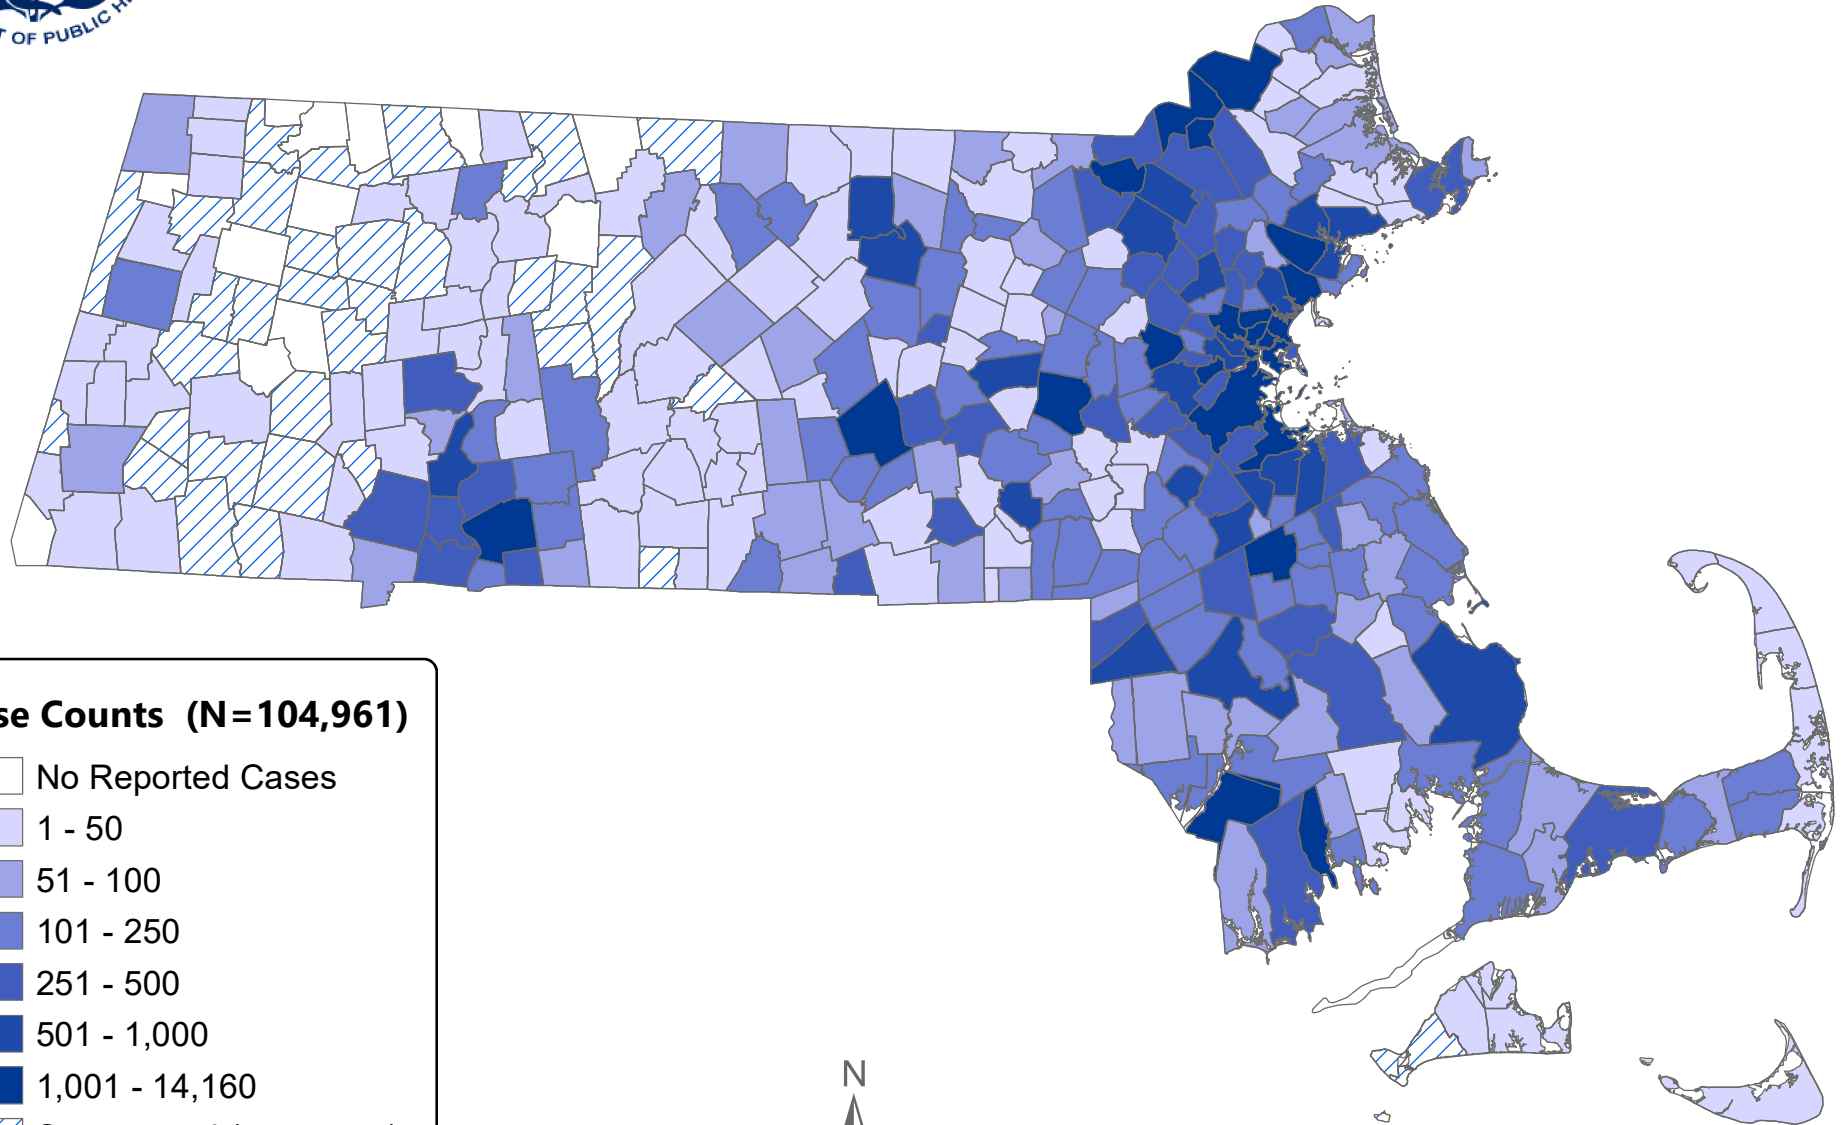 OF PUBLIC
Counts (N=104,961)
No Reported Cases
1 - 50
51 - 100
101 - 250
251 - 500
501 - 1,000
1,001 - 14,160
N